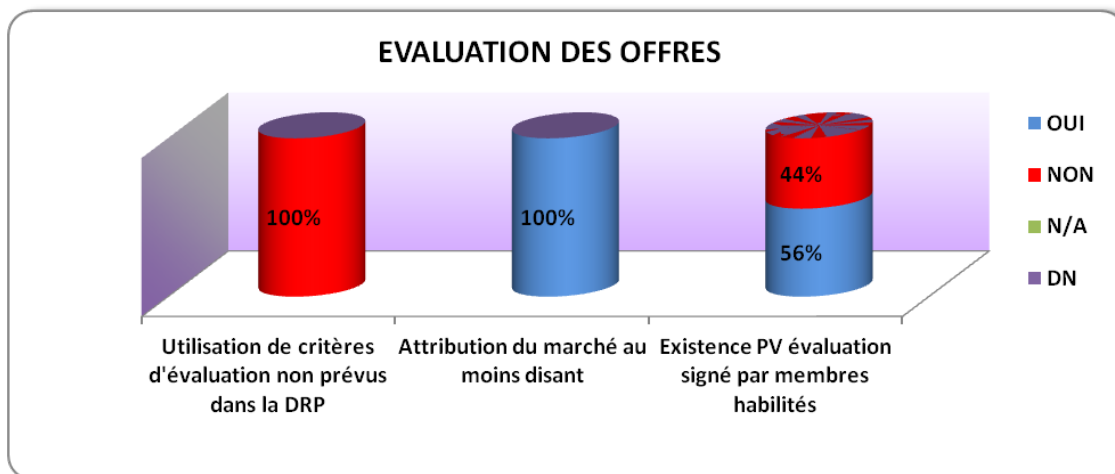 EVALUATION DES OFFRES
100%
100%
44%
56%
OUI
NON
N/A
DN
Utilisation de critères
d'évaluation non prévus
dans la DRP
Attribution du marché au
moins disant
Existence PV évaluation
signé par membres
habilités